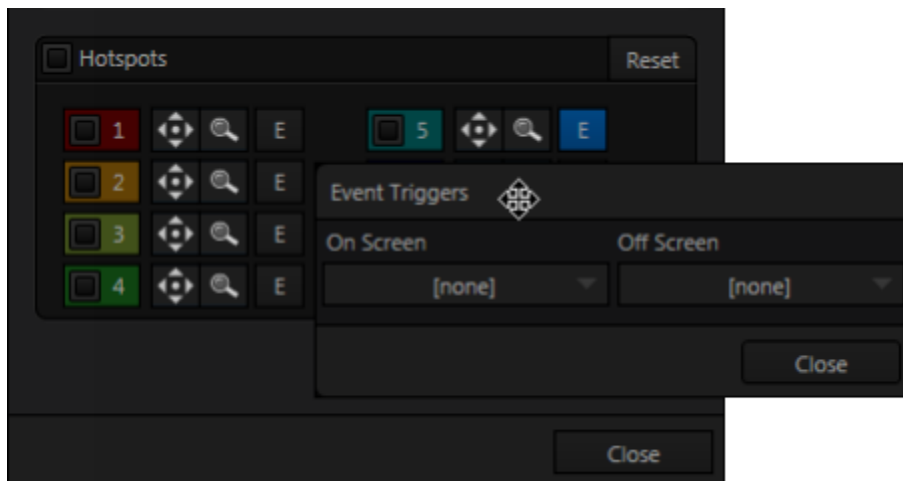 Hotspots Reset
1 E 5 E
2 E
Event Triggers
3 E
On Screen Off Screen
4 E
[none] [none]
Close
Close